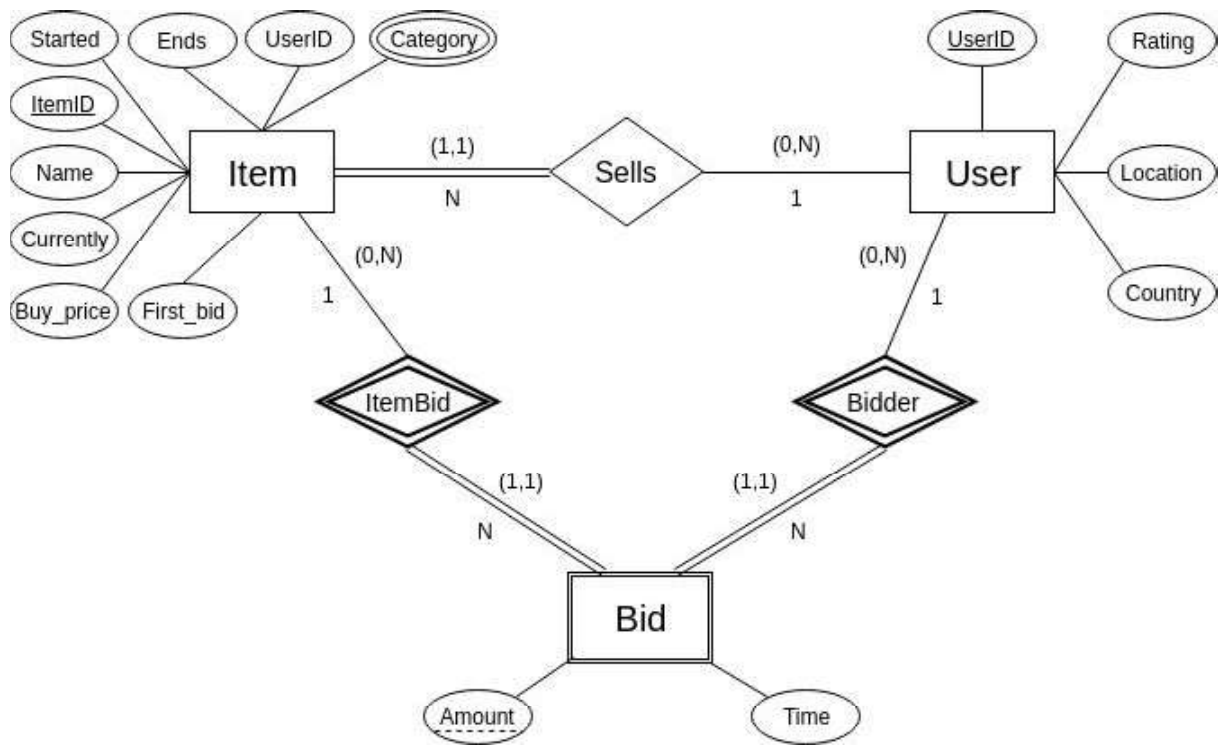 Started
Ends
UserID
Category
UserID
Rating
ItemID
Name
Currently
Buy_price
First_bid
Item
(1,1)
N
Sells
(0,N)
1
User
Location
Country
(0,N)
1
(0,N)
1
ItemBid
Bidder
(1,1)
N
(1,1)
N
Bid
Amount
Time